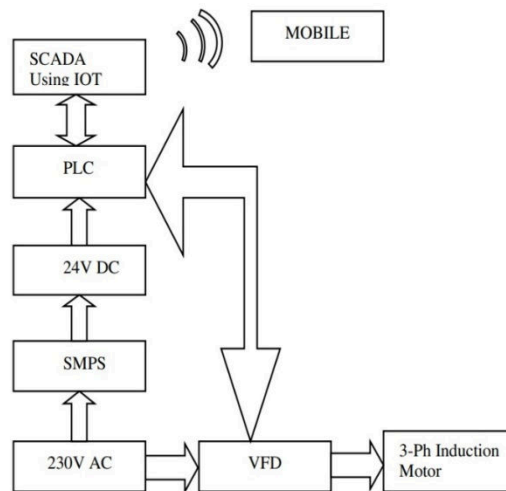 MOBILE
SCADA
Using IOT
PLC
24V DC
SMPS
230V AC
VFD
3-Ph Induction
Motor